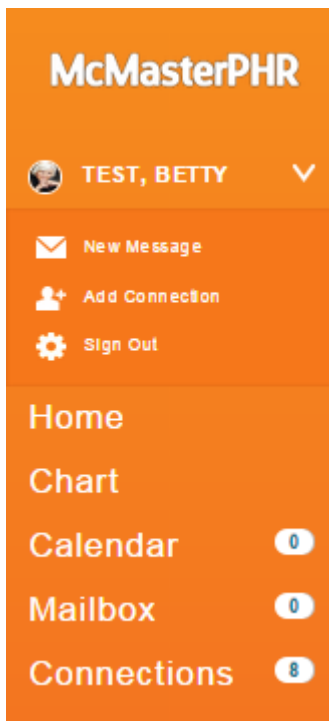 McMasterPHR
TEST, BETTY
New Message
Add Connection
Sign Out
Home
Chart
Calendar 0
Mailbox 0
Connections 8